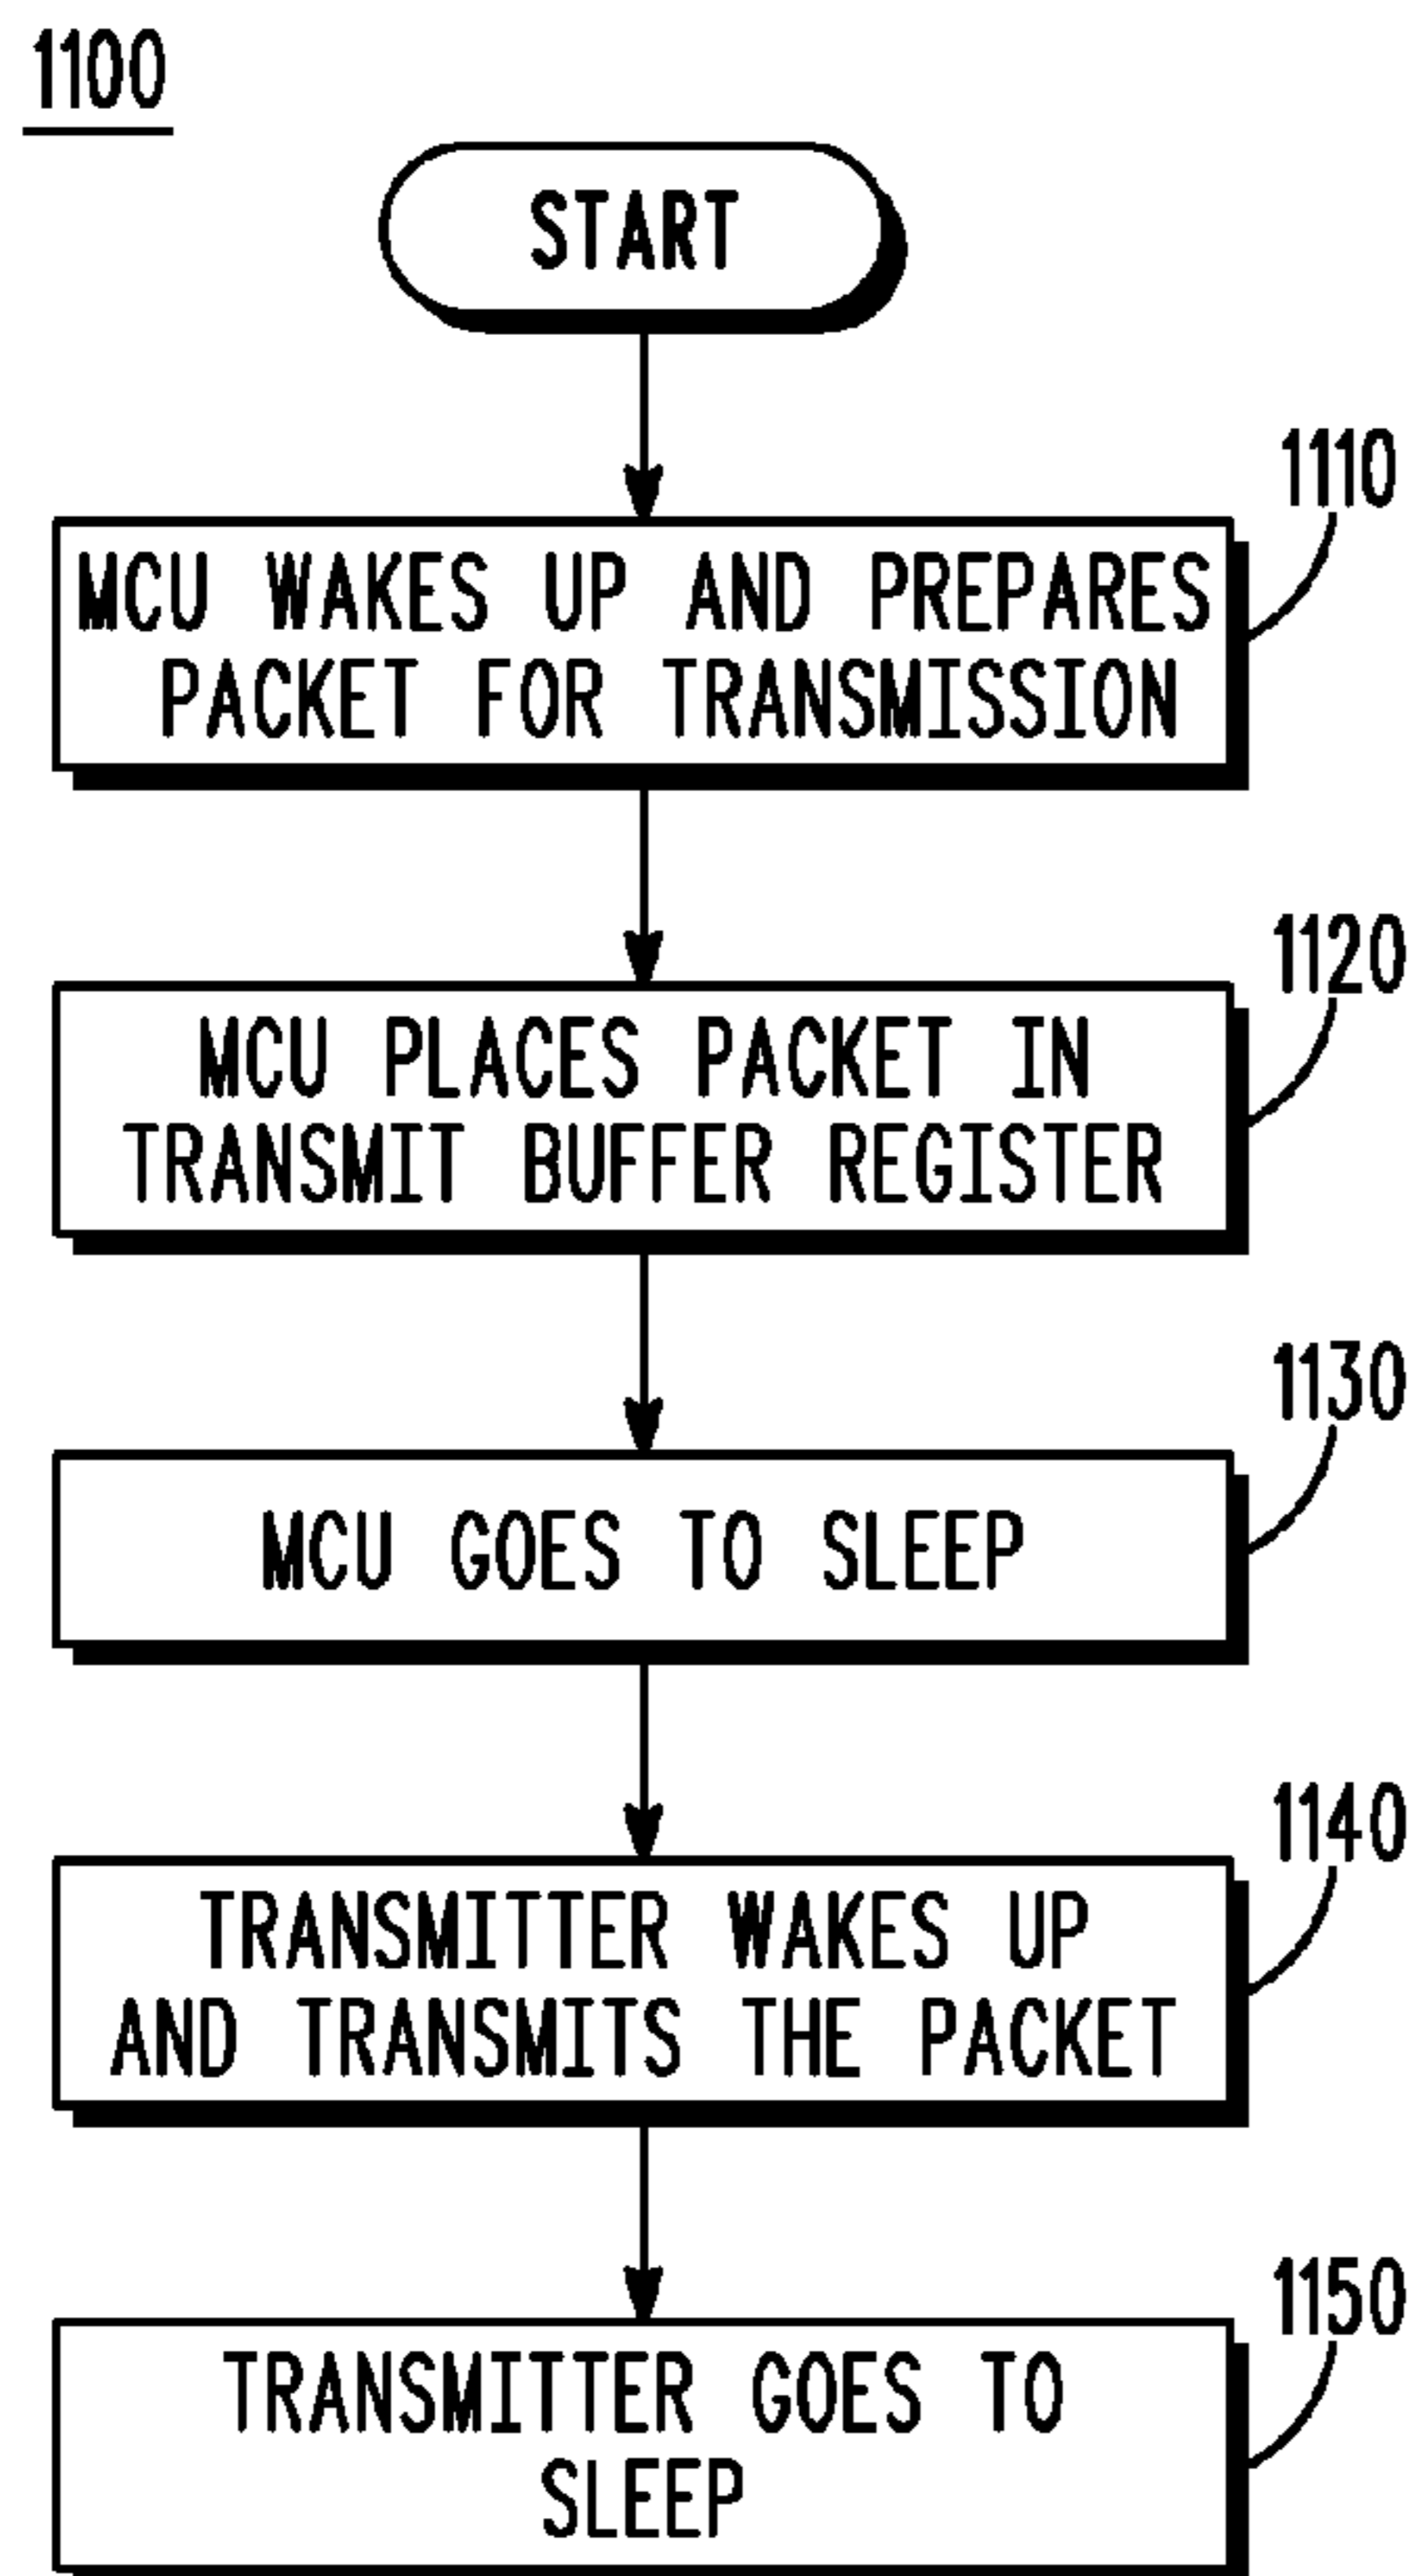 1100
START
1110
MCU WAKES UP AND PREPARES
PACKET FOR TRANSMISSION
1120
MCU PLACES PACKET IN
TRANSMIT BUFFER REGISTER
1130
MCU GOES TO SLEEP
1140
TRANSMITTER WAKES UP
AND TRANSMITS THE PACKET
1150
TRANSMITTER GOES TO
SLEEP